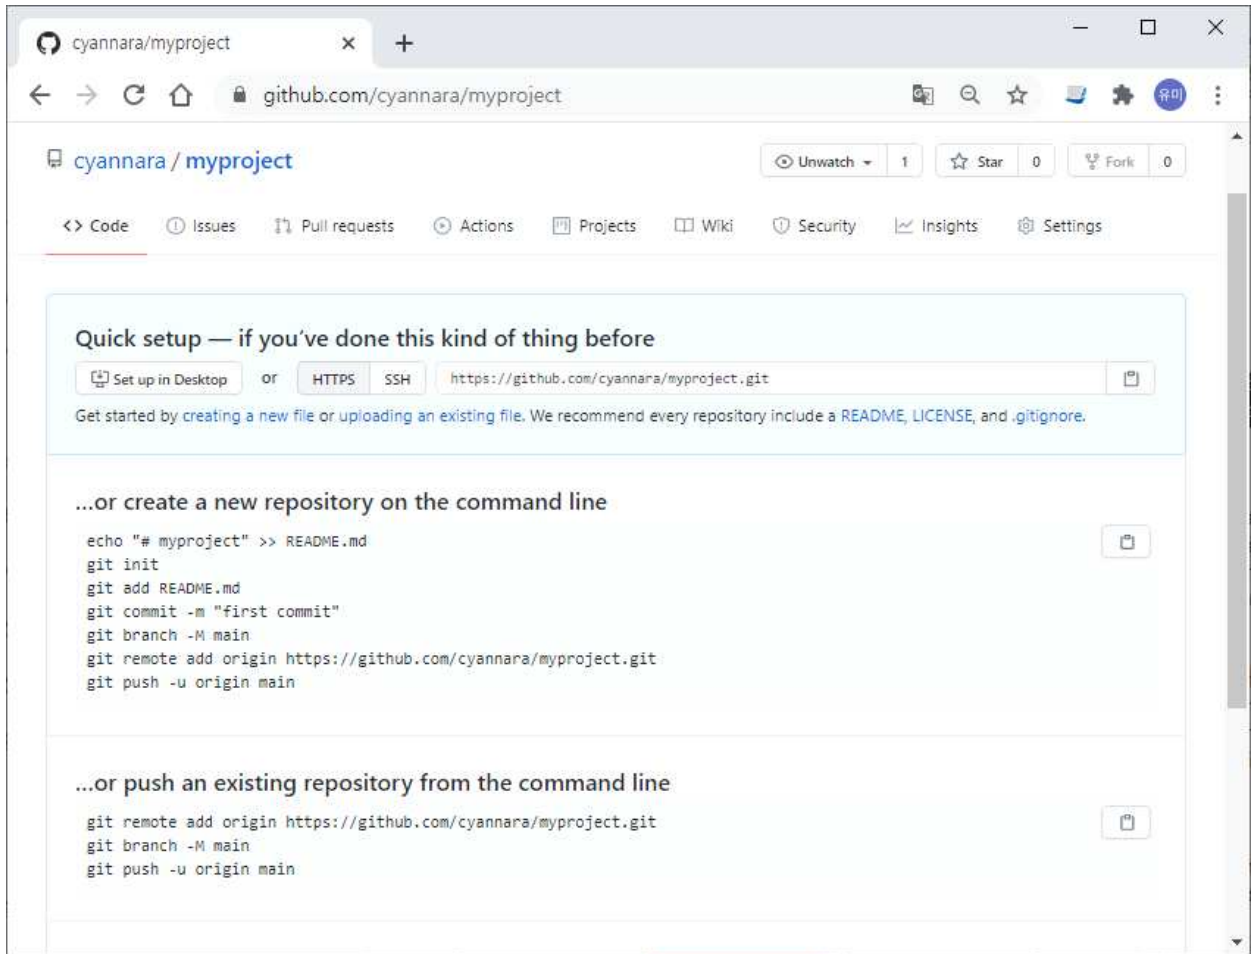 cyannara/myproject
github.com/cyannara/myproject
유미
cyannara / myproject
Unwatch 1 Star 0 Fork 0
<> Code Issues Pull requests Actions Projects Wiki Security Insights Settings
Quick setup — if you've done this kind of thing before
Set up in Desktop or HTTPS SSH https://github.com/cyannara/myproject.git
Get started by creating a new file or uploading an existing file. We recommend every repository include a README, LICENSE, and .gitignore.
...or create a new repository on the command line
echo "# myproject" >> README.md
git init
git add README.md
git commit -m "first commit"
git branch -M main
git remote add origin https://github.com/cyannara/myproject.git
git push -u origin main
...or push an existing repository from the command line
git remote add origin https://github.com/cyannara/myproject.git
git branch -M main
git push -u origin main